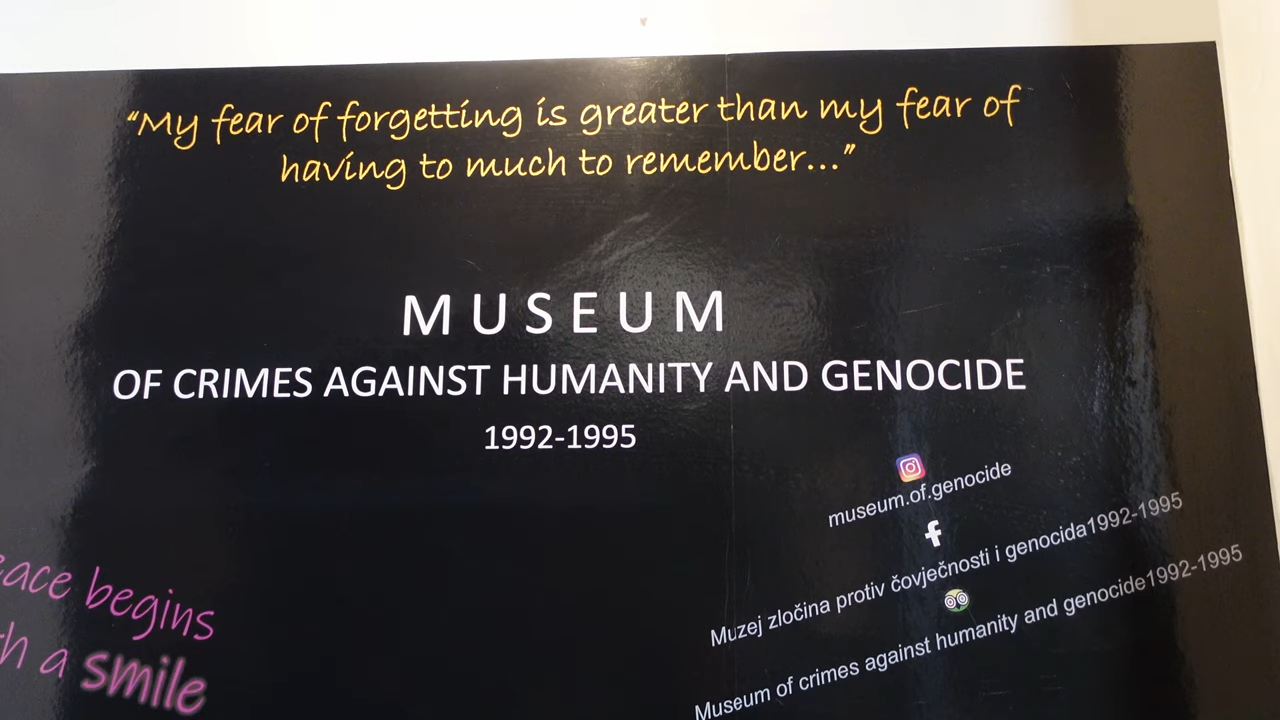 “My fear of forgetting is greater than my fear of
having to much to remember...”
MUSEUM
OF CRIMES AGAINST HUMANITY AND GENOCIDE
1992-1995
museum.of.genocide
Muzej zločina protiv čovječnosti i genocida1992-1995
Museum of crimes against humanity and genocide1992-1995
begins
a smile